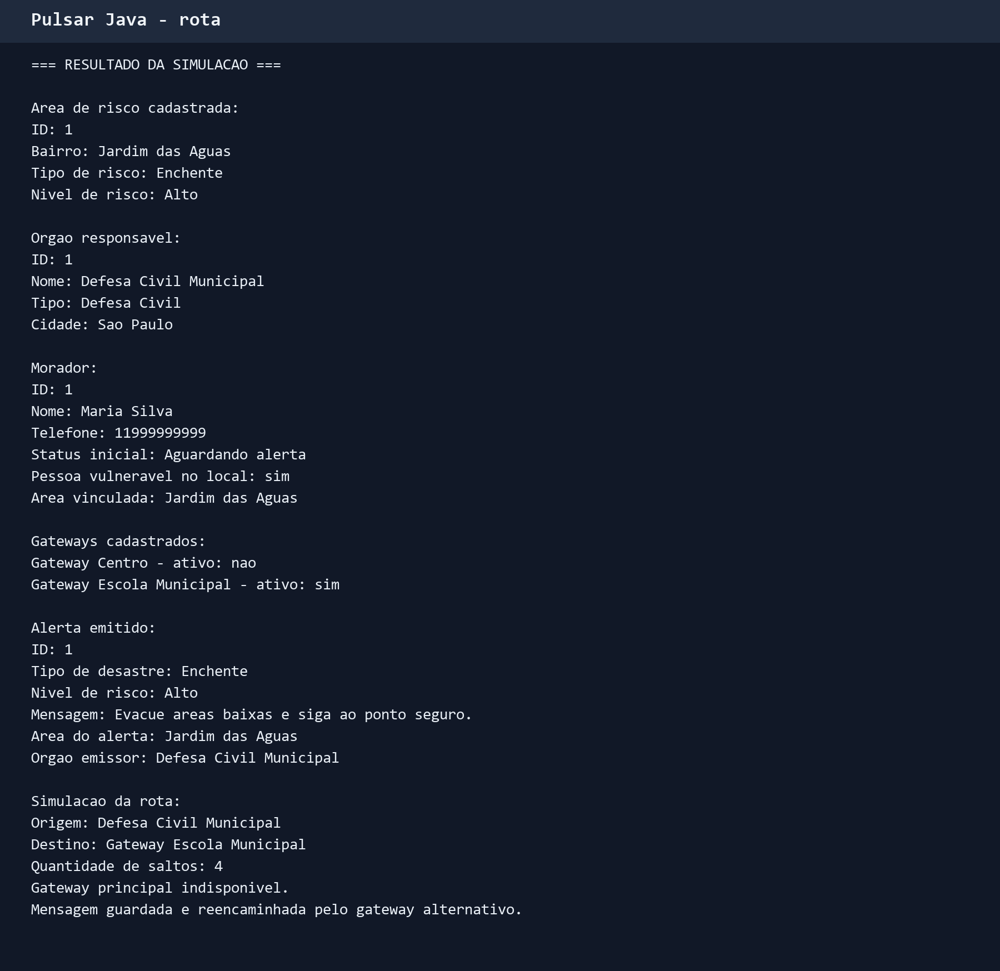 Pulsar Java - rota
=== RESULTADO DA SIMULACAO ===
Area de risco cadastrada:
ID: 1
Bairro: Jardim das Aguas
Tipo de risco: Enchente
Nivel de risco: Alto
Orgao responsavel:
ID: 1
Nome: Defesa Civil Municipal
Tipo: Defesa Civil
Cidade: Sao Paulo
Morador:
ID: 1
Nome: Maria Silva
Telefone: 11999999999
Status inicial: Aguardando alerta
Pessoa vulneravel no local: sim
Area vinculada: Jardim das Aguas
Gateways cadastrados:
Gateway Centro - ativo: nao
Gateway Escola Municipal - ativo: sim
Alerta emitido:
ID: 1
Tipo de desastre: Enchente
Nivel de risco: Alto
Mensagem: Evacue areas baixas e siga ao ponto seguro.
Area do alerta: Jardim das Aguas
Orgao emissor: Defesa Civil Municipal
Simulacao da rota:
Origem: Defesa Civil Municipal
Destino: Gateway Escola Municipal
Quantidade de saltos: 4
Gateway principal indisponivel.
Mensagem guardada e reencaminhada pelo gateway alternativo.